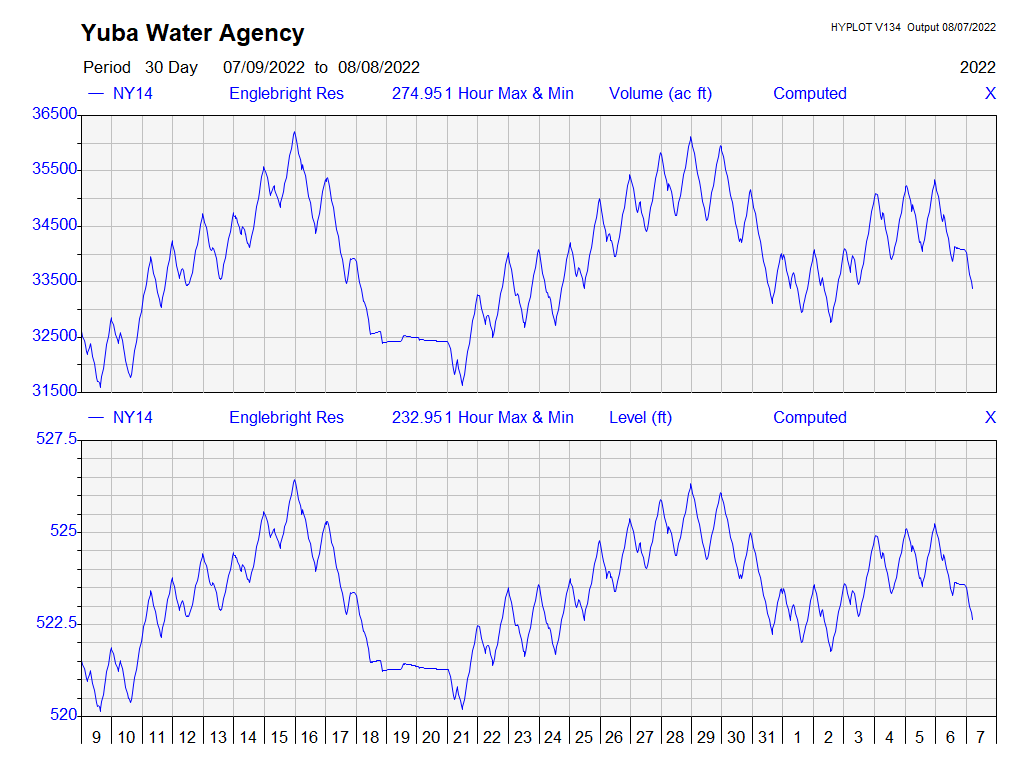 Yuba Water Agency
HYPLOT V134 Output 08/07/2022
Period 30 Day 07/09/2022 to 08/08/2022 2022
NY14 Englebright Res 274.951 Hour Max & Min Volume (ac ft) Computed X
36500
35500
34500
33500
32500
31500
NY14 Englebright Res 232.951 Hour Max & Min Level (ft) Computed X
527.5
525
522.5
520
9 10 11 12 13 14 15 16 17 18 19 20 21 22 23 24 25 26 27 28 29 30 31 1 2 3 4 5 6 7